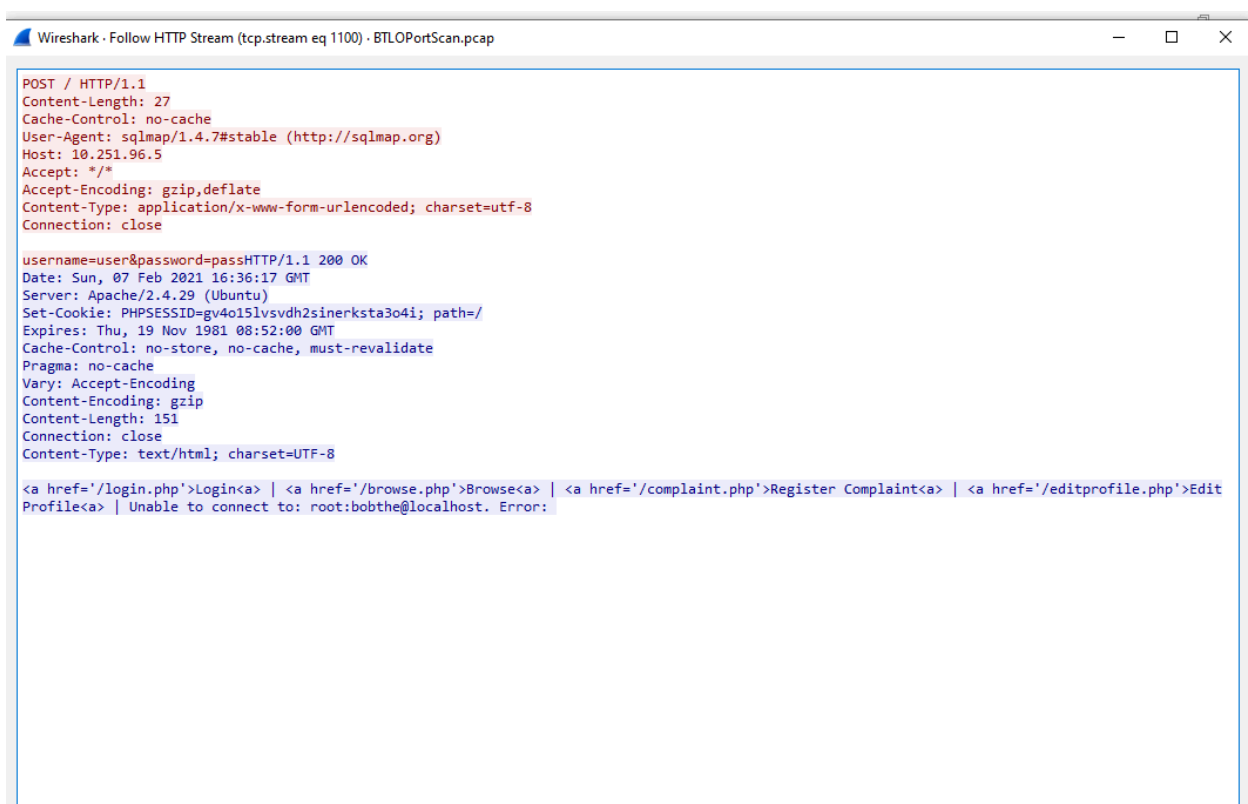 Wireshark · Follow HTTP Stream (tcp.stream eq 1100) · BTLOPortScan.pcap
POST / HTTP/1.1
Content-Length: 27
Cache-Control: no-cache
User-Agent: sqlmap/1.4.7#stable (http://sqlmap.org)
Host: 10.251.96.5
Accept: */*
Accept-Encoding: gzip,deflate
Content-Type: application/x-www-form-urlencoded; charset=utf-8
Connection: close
username=user&password=passHTTP/1.1 200 OK
Date: Sun, 07 Feb 2021 16:36:17 GMT
Server: Apache/2.4.29 (Ubuntu)
Set-Cookie: PHPSESSID=gv4o15lvsvdh2sinerksta3o4i; path=/
Expires: Thu, 19 Nov 1981 08:52:00 GMT
Cache-Control: no-store, no-cache, must-revalidate
Pragma: no-cache
Vary: Accept-Encoding
Content-Encoding: gzip
Content-Length: 151
Connection: close
Content-Type: text/html; charset=UTF-8
<a href='/login.php'>Login<a> | <a href='/browse.php'>Browse<a> | <a href='/complaint.php'>Register Complaint<a> | <a href='/editprofile.php'>Edit
Profile<a> | Unable to connect to: root:bobthe@localhost. Error: